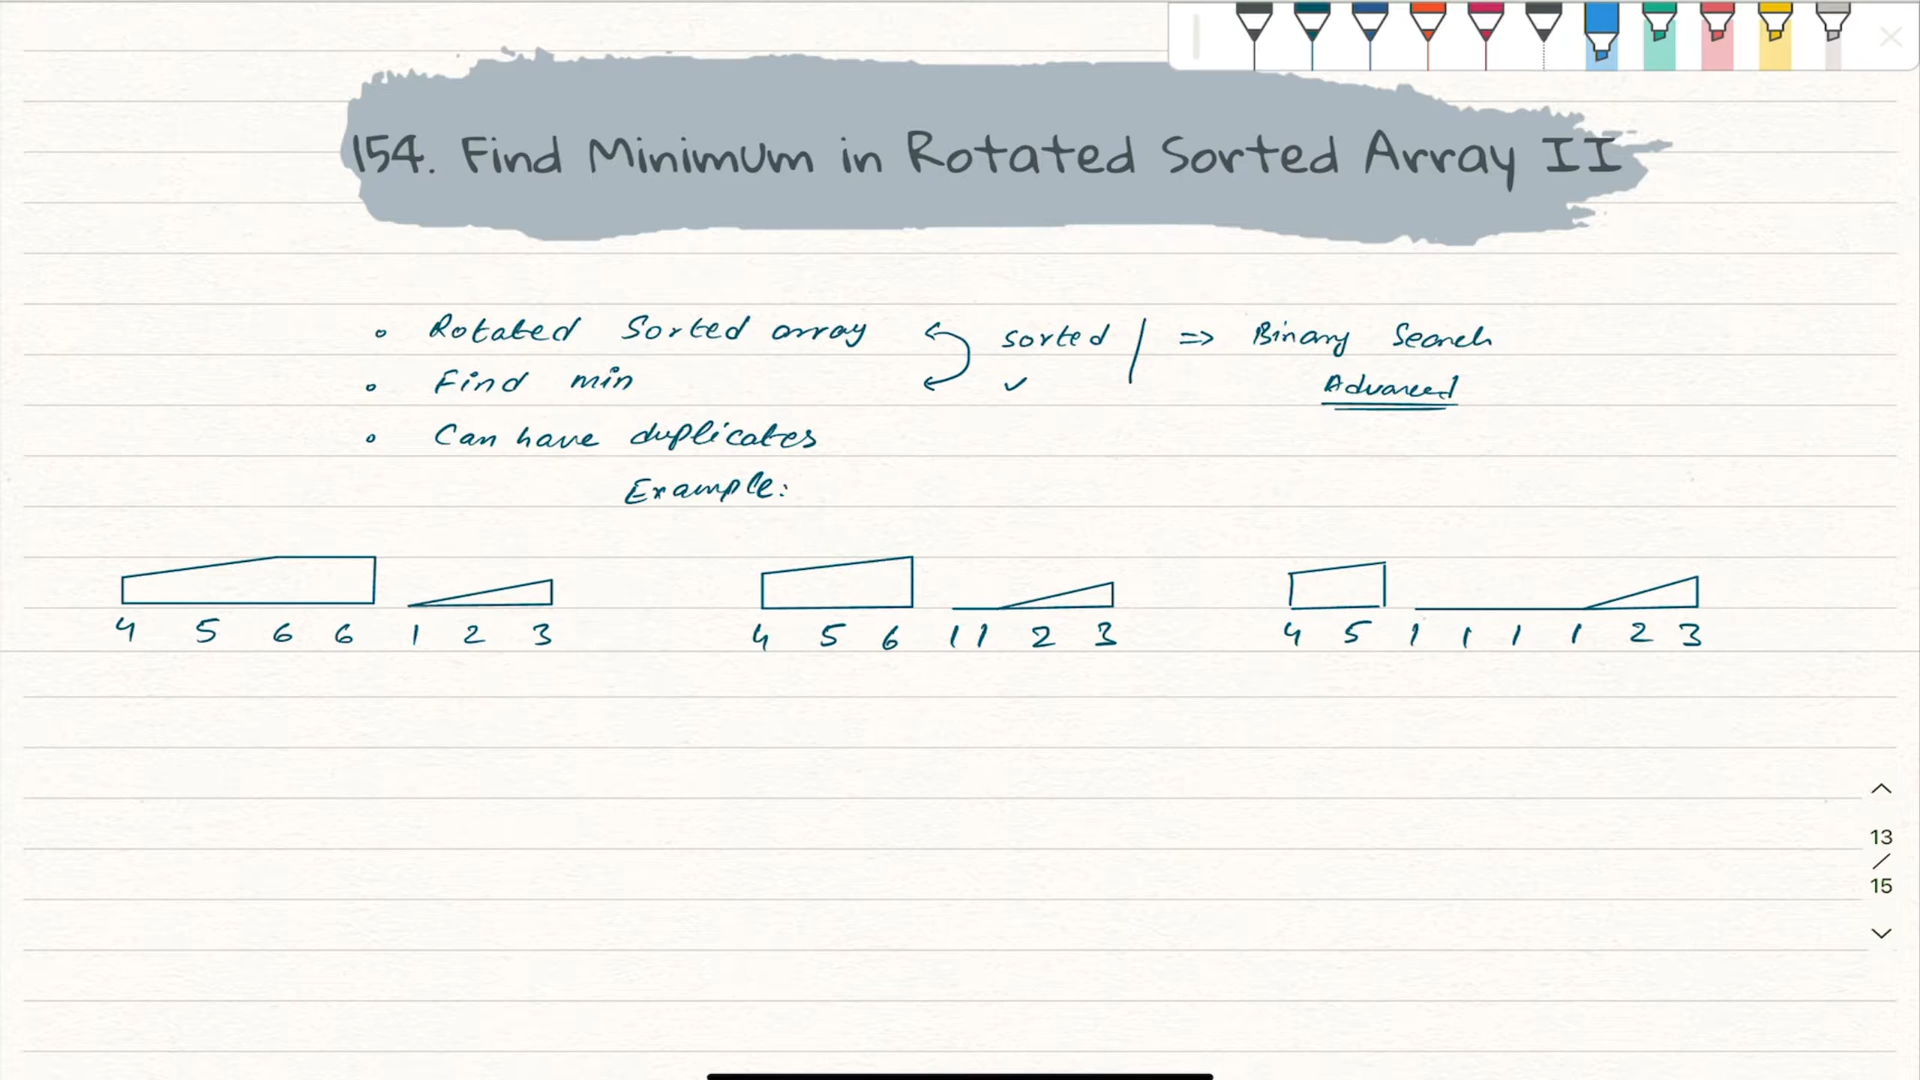 154. Find Minimum in Rotated Sorted Array II
• Rotated Sorted array sorted => Binary Search
• Find min ✓ Advanced
• Can have duplicates
Example:
4 5 6 6 1 2 3 4 5 6 1 1 2 3 4 5 1 1 1 1 2 3
13
/
15